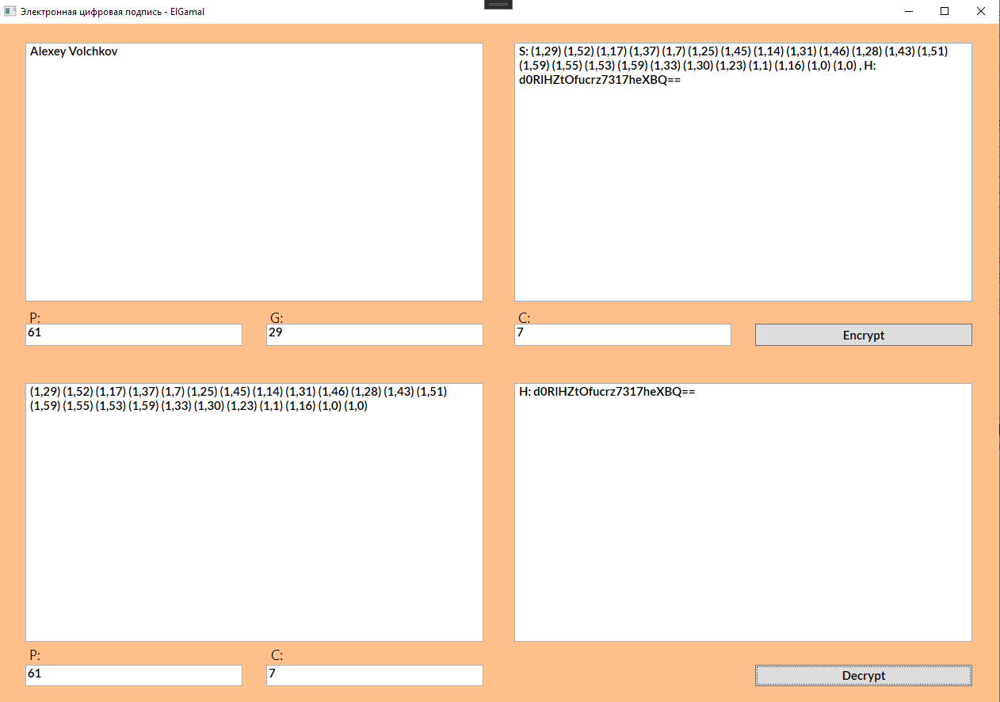 Электронная цифровая подпись - ElGamal
Alexey Volchkov
S: (1,29) (1,52) (1,17) (1,37) (1,7) (1,25) (1,45) (1,14) (1,31) (1,46) (1,28) (1,43) (1,51)
(1,59) (1,55) (1,53) (1,59) (1,33) (1,30) (1,23) (1,1) (1,16) (1,0) (1,0) , H:
d0RlHZtOfucrz7317heXBQ==
P:
G:
C:
61
29
7
Encrypt
(1,29) (1,52) (1,17) (1,37) (1,7) (1,25) (1,45) (1,14) (1,31) (1,46) (1,28) (1,43) (1,51)
(1,59) (1,55) (1,53) (1,59) (1,33) (1,30) (1,23) (1,1) (1,16) (1,0) (1,0)
H: d0RlHZtOfucrz7317heXBQ==
P:
C:
61
7
Decrypt